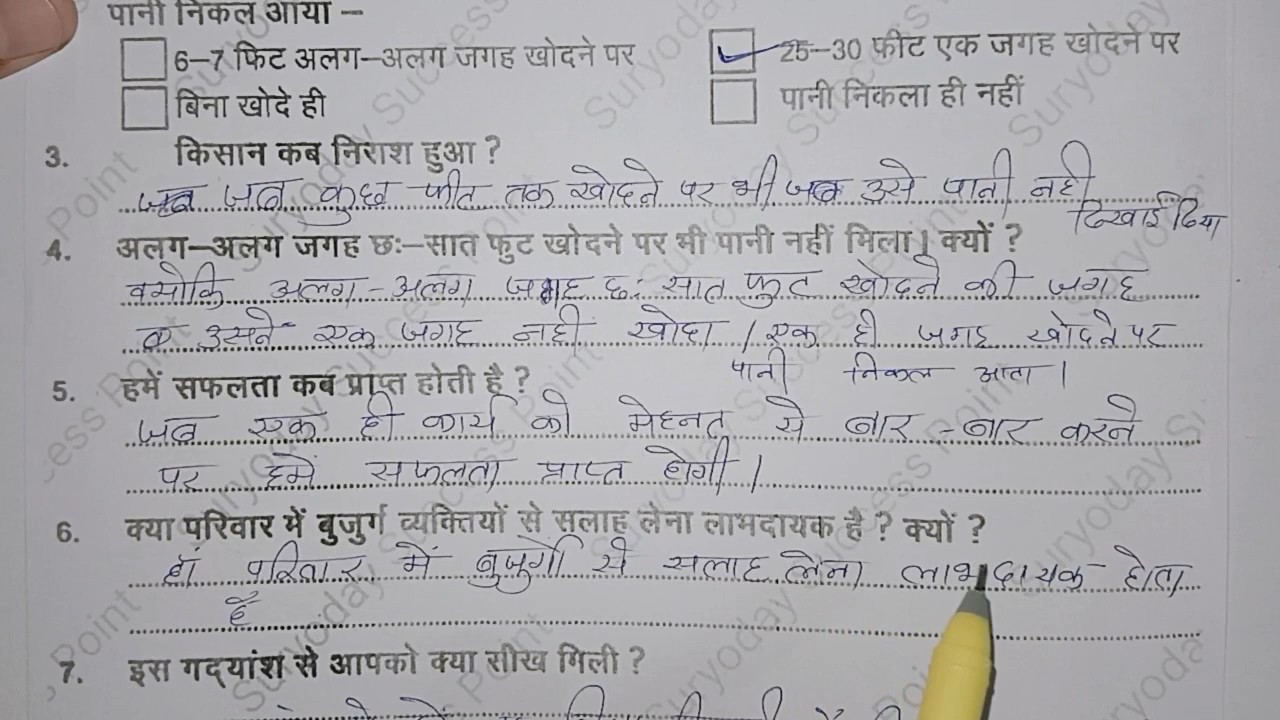 पानी निकल आया –
6–7 फिट अलग–अलग जगह खोदने पर
25–30 फीट एक जगह खोदने पर
बिना खोदे ही
पानी निकला ही नहीं
3. किसान कब निराश हुआ ?
जब कुछ फीट तक खोदने पर भी जब उसे पानी नही
दिखाई दिया
4. अलग–अलग जगह छः–सात फुट खोदने पर भी पानी नहीं मिला। क्यों ?
क्योकि अलग-अलग जगह छः सात फुट खोदने की जगह
उसने एक जगह नही खोदा । एक ही जगह खोदने पर
पानी निकल आता ।
5. हमें सफलता कब प्राप्त होती है ?
जब एक ही कार्य को मेहनत से बार-बार करने
पर हमे सफलता प्राप्त होगी ।
6. क्या परिवार में बुजुर्ग व्यक्तियों से सलाह लेना लाभदायक है ? क्यों ?
हाँ परिवार में बुजुर्गो से सलाह लेना लाभदायक होता
है
7. इस गद्यांश से आपको क्या सीख मिली ?
Suryoday Success Point